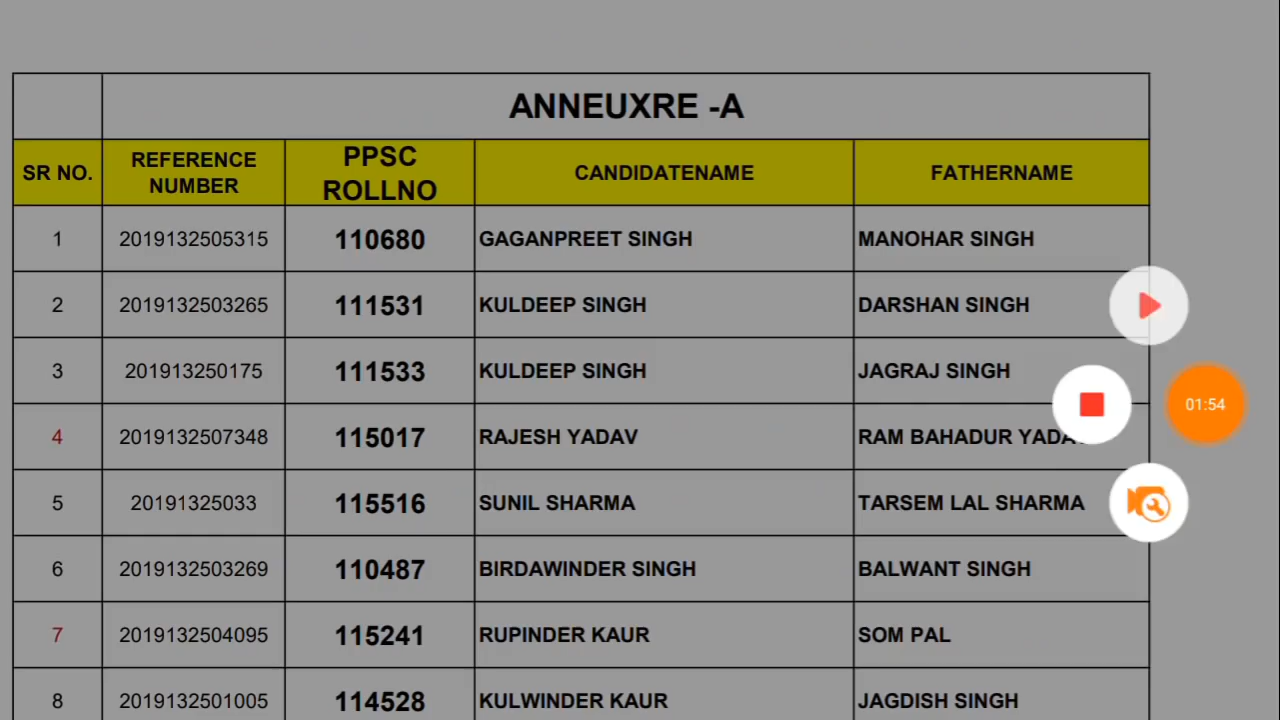 ANNEUXRE -A
SR NO. REFERENCE NUMBER PPSC ROLLNO CANDIDATENAME FATHERNAME
1 2019132505315 110680 GAGANPREET SINGH MANOHAR SINGH
2 2019132503265 111531 KULDEEP SINGH DARSHAN SINGH
3 201913250175 111533 KULDEEP SINGH JAGRAJ SINGH
4 2019132507348 115017 RAJESH YADAV RAM BAHADUR
5 20191325033 115516 SUNIL SHARMA TARSEM LAL SHARMA
6 2019132503269 110487 BIRDAWINDER SINGH BALWANT SINGH
7 2019132504095 115241 RUPINDER KAUR SOM PAL
8 2019132501005 114528 KULWINDER KAUR JAGDISH SINGH
01:54